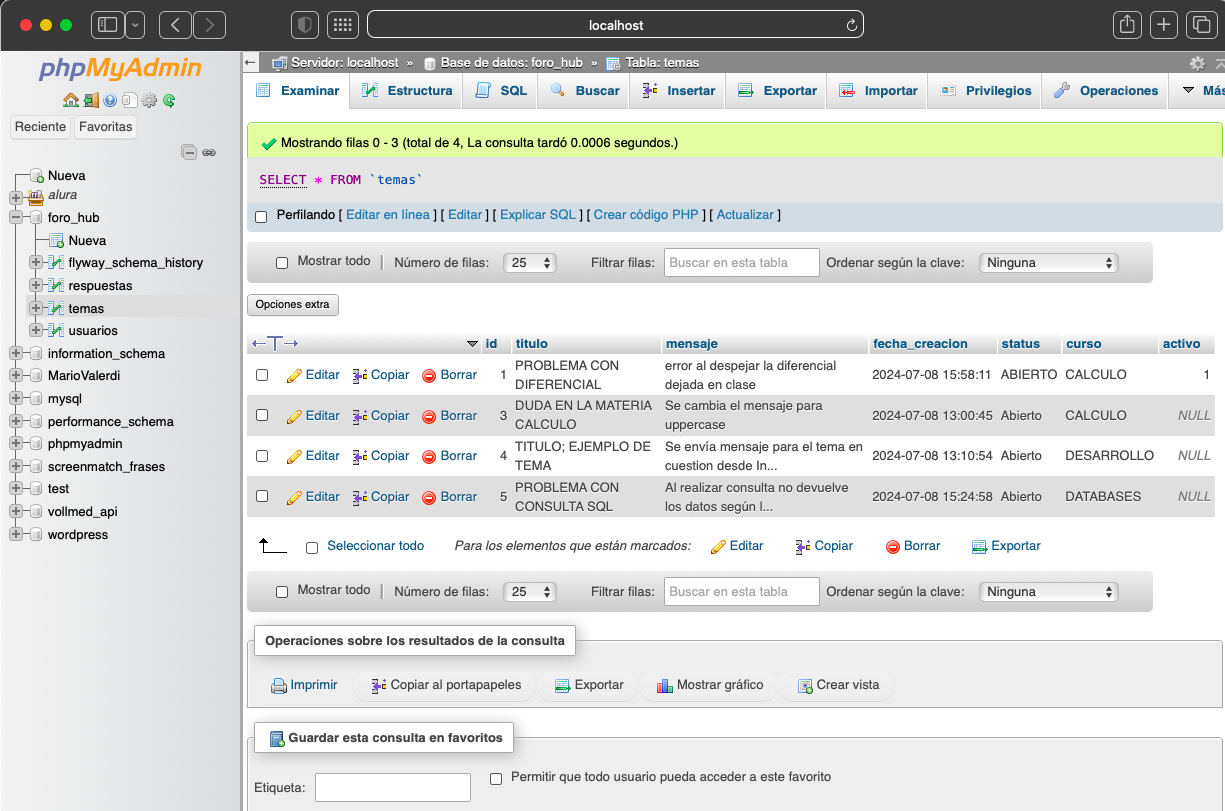 localhost
phpMyAdmin
Reciente Favoritas
Nueva
alura
foro_hub
Nueva
flyway_schema_history
respuestas
temas
usuarios
information_schema
MarioValerdi
mysql
performance_schema
phpmyadmin
screenmatch_frases
test
vollmed_api
wordpress
Servidor: localhost » Base de datos: foro_hub » Tabla: temas
Examinar Estructura SQL Buscar Insertar Exportar Importar Privilegios Operaciones Más
Mostrando filas 0 - 3 (total de 4, La consulta tardó 0.0006 segundos.)
SELECT * FROM `temas`
Perfilando [ Editar en línea ] [ Editar ] [ Explicar SQL ] [ Crear código PHP ] [ Actualizar ]
Mostrar todo | Número de filas: 25 Filtrar filas: Buscar en esta tabla Ordenar según la clave: Ninguna
Opciones extra
←T→ id titulo mensaje fecha_creacion status curso activo
Editar Copiar Borrar 1 PROBLEMA CON DIFERENCIAL error al despejar la diferencial dejada en clase 2024-07-08 15:58:11 ABIERTO CALCULO 1
Editar Copiar Borrar 3 DUDA EN LA MATERIA CALCULO Se cambia el mensaje para uppercase 2024-07-08 13:00:45 Abierto CALCULO NULL
Editar Copiar Borrar 4 TITULO; EJEMPLO DE TEMA Se envía mensaje para el tema en cuestion desde In... 2024-07-08 13:10:54 Abierto DESARROLLO NULL
Editar Copiar Borrar 5 PROBLEMA CON CONSULTA SQL Al realizar consulta no devuelve los datos según l... 2024-07-08 15:24:58 Abierto DATABASES NULL
Seleccionar todo Para los elementos que están marcados: Editar Copiar Borrar Exportar
Mostrar todo | Número de filas: 25 Filtrar filas: Buscar en esta tabla Ordenar según la clave: Ninguna
Operaciones sobre los resultados de la consulta
Imprimir Copiar al portapapeles Exportar Mostrar gráfico Crear vista
Guardar esta consulta en favoritos
Etiqueta: Permitir que todo usuario pueda acceder a este favorito